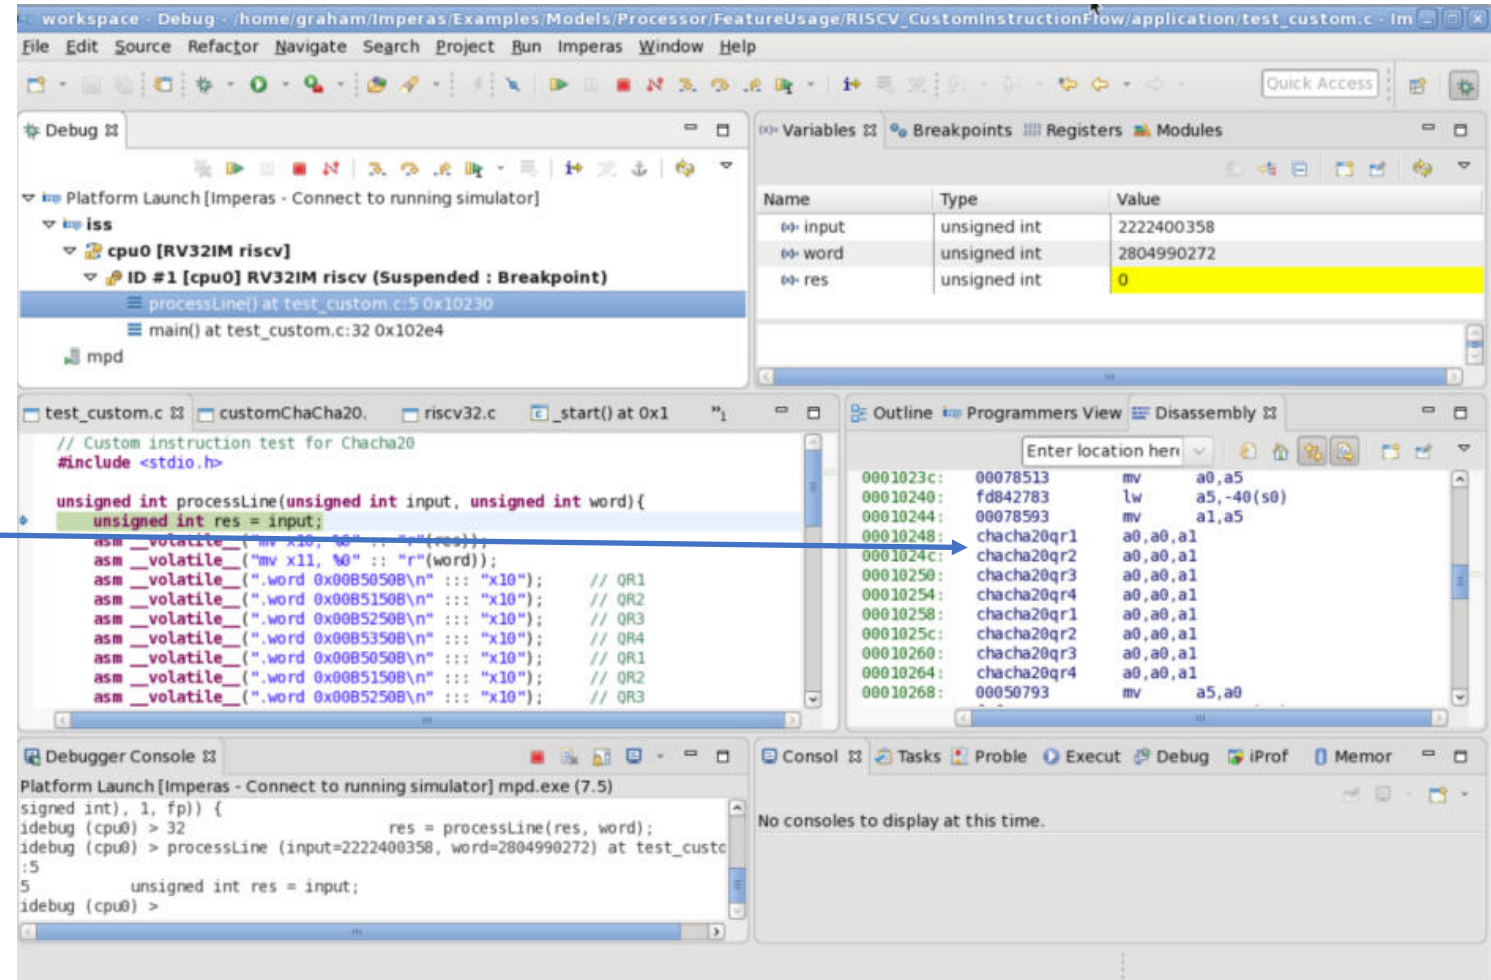 workspace - Debug - /home/graham/Imperas/Examples/Models/Processor/FeatureUsage/RISCV_CustomInstructionFlow/application/test_custom.c - Im
File Edit Source Refactor Navigate Search Project Run Imperas Window Help
Quick Access
Debug
Platform Launch [Imperas - Connect to running simulator]
iss
cpu0 [RV32IM riscv]
ID #1 [cpu0] RV32IM riscv (Suspended : Breakpoint)
processLine() at test_custom.c:5 0x10230
main() at test_custom.c:32 0x102e4
mpd
(x)= Variables Breakpoints Registers Modules
Name Type Value
(x)= input unsigned int 2222400358
(x)= word unsigned int 2804990272
(x)= res unsigned int 0
test_custom.c customChaCha20. riscv32.c _start() at 0x1 "1
// Custom instruction test for Chacha20
#include <stdio.h>
unsigned int processLine(unsigned int input, unsigned int word){
unsigned int res = input;
asm __volatile__("mv x10, %0" :: "r"(res));
asm __volatile__("mv x11, %0" :: "r"(word));
asm __volatile__(".word 0x00B5050B\n" ::: "x10"); // QR1
asm __volatile__(".word 0x00B5150B\n" ::: "x10"); // QR2
asm __volatile__(".word 0x00B5250B\n" ::: "x10"); // QR3
asm __volatile__(".word 0x00B5350B\n" ::: "x10"); // QR4
asm __volatile__(".word 0x00B5050B\n" ::: "x10"); // QR1
asm __volatile__(".word 0x00B5150B\n" ::: "x10"); // QR2
asm __volatile__(".word 0x00B5250B\n" ::: "x10"); // QR3
Outline Programmers View Disassembly
Enter location here
0001023c: 00078513 mv a0,a5
00010240: fd842783 lw a5,-40(s0)
00010244: 00078593 mv a1,a5
00010248: chacha20qr1 a0,a0,a1
0001024c: chacha20qr2 a0,a0,a1
00010250: chacha20qr3 a0,a0,a1
00010254: chacha20qr4 a0,a0,a1
00010258: chacha20qr1 a0,a0,a1
0001025c: chacha20qr2 a0,a0,a1
00010260: chacha20qr3 a0,a0,a1
00010264: chacha20qr4 a0,a0,a1
00010268: 00050793 mv a5,a0
Debugger Console
Platform Launch [Imperas - Connect to running simulator] mpd.exe (7.5)
signed int), 1, fp)) {
idebug (cpu0) > 32 res = processLine(res, word);
idebug (cpu0) > processLine (input=2222400358, word=2804990272) at test_custo
:5
5 unsigned int res = input;
idebug (cpu0) >
Consol Tasks Proble Execut Debug iProf Memor
No consoles to display at this time.